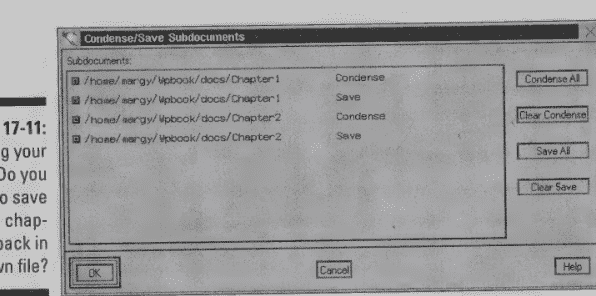 Condense/Save Subdocuments
Subdocuments:
/home/margy/Wpbook/docs/Chapter1 Condense
/home/margy/Wpbook/docs/Chapter1 Save
/home/margy/Wpbook/docs/Chapter2 Condense
/home/margy/Wpbook/docs/Chapter2 Save
Condense All
Clear Condense
Save All
Clear Save
OK
Cancel
Help
17-11:
g your
Do you
o save
chap-
back in
vn file?